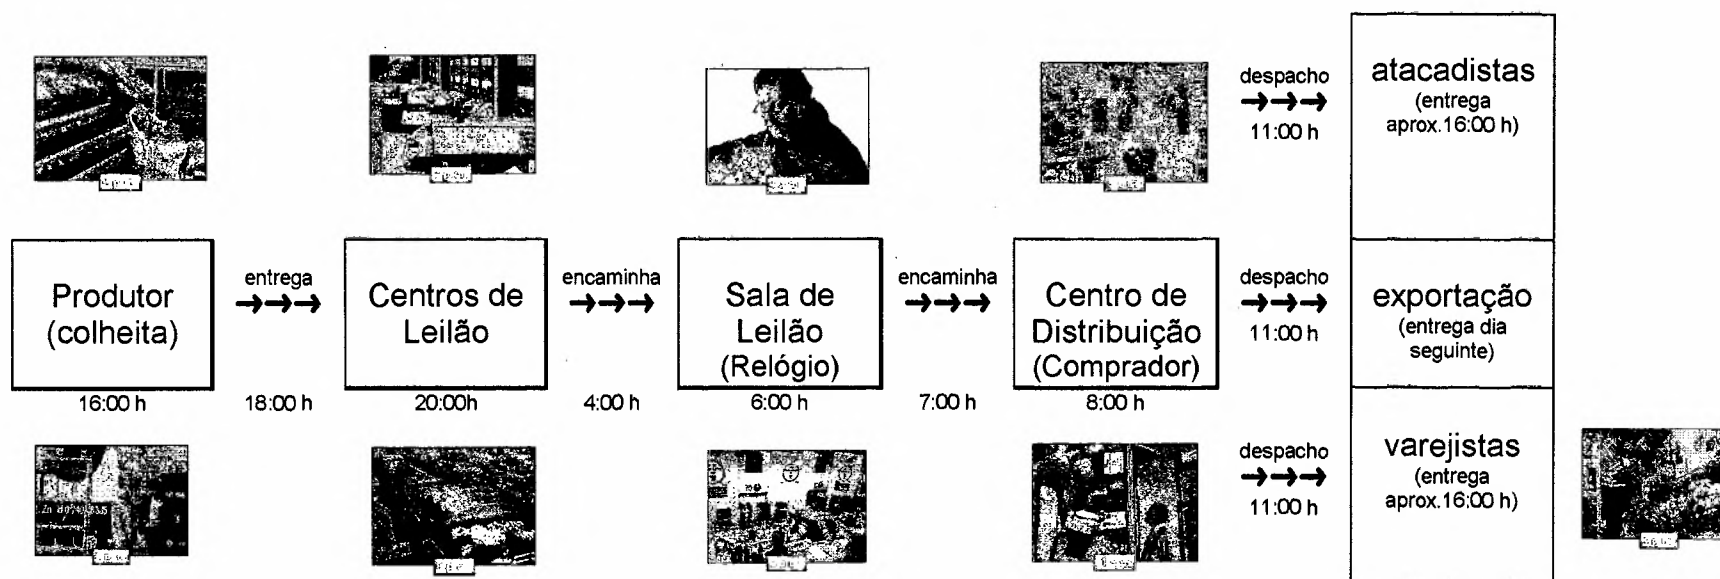 despacho
11:00 h
atacadistas
(entrega
aprox.16:00 h)
Produtor
(colheita)
16:00 h
entrega
18:00 h
Centros de
Leilão
20:00h
encaminha
4:00 h
Sala de
Leilão
(Relógio)
6:00 h
encaminha
7:00 h
Centro de
Distribuição
(Comprador)
8:00 h
despacho
11:00 h
exportação
(entrega dia
seguinte)
despacho
11:00 h
varejistas
(entrega
aprox.16:00 h)